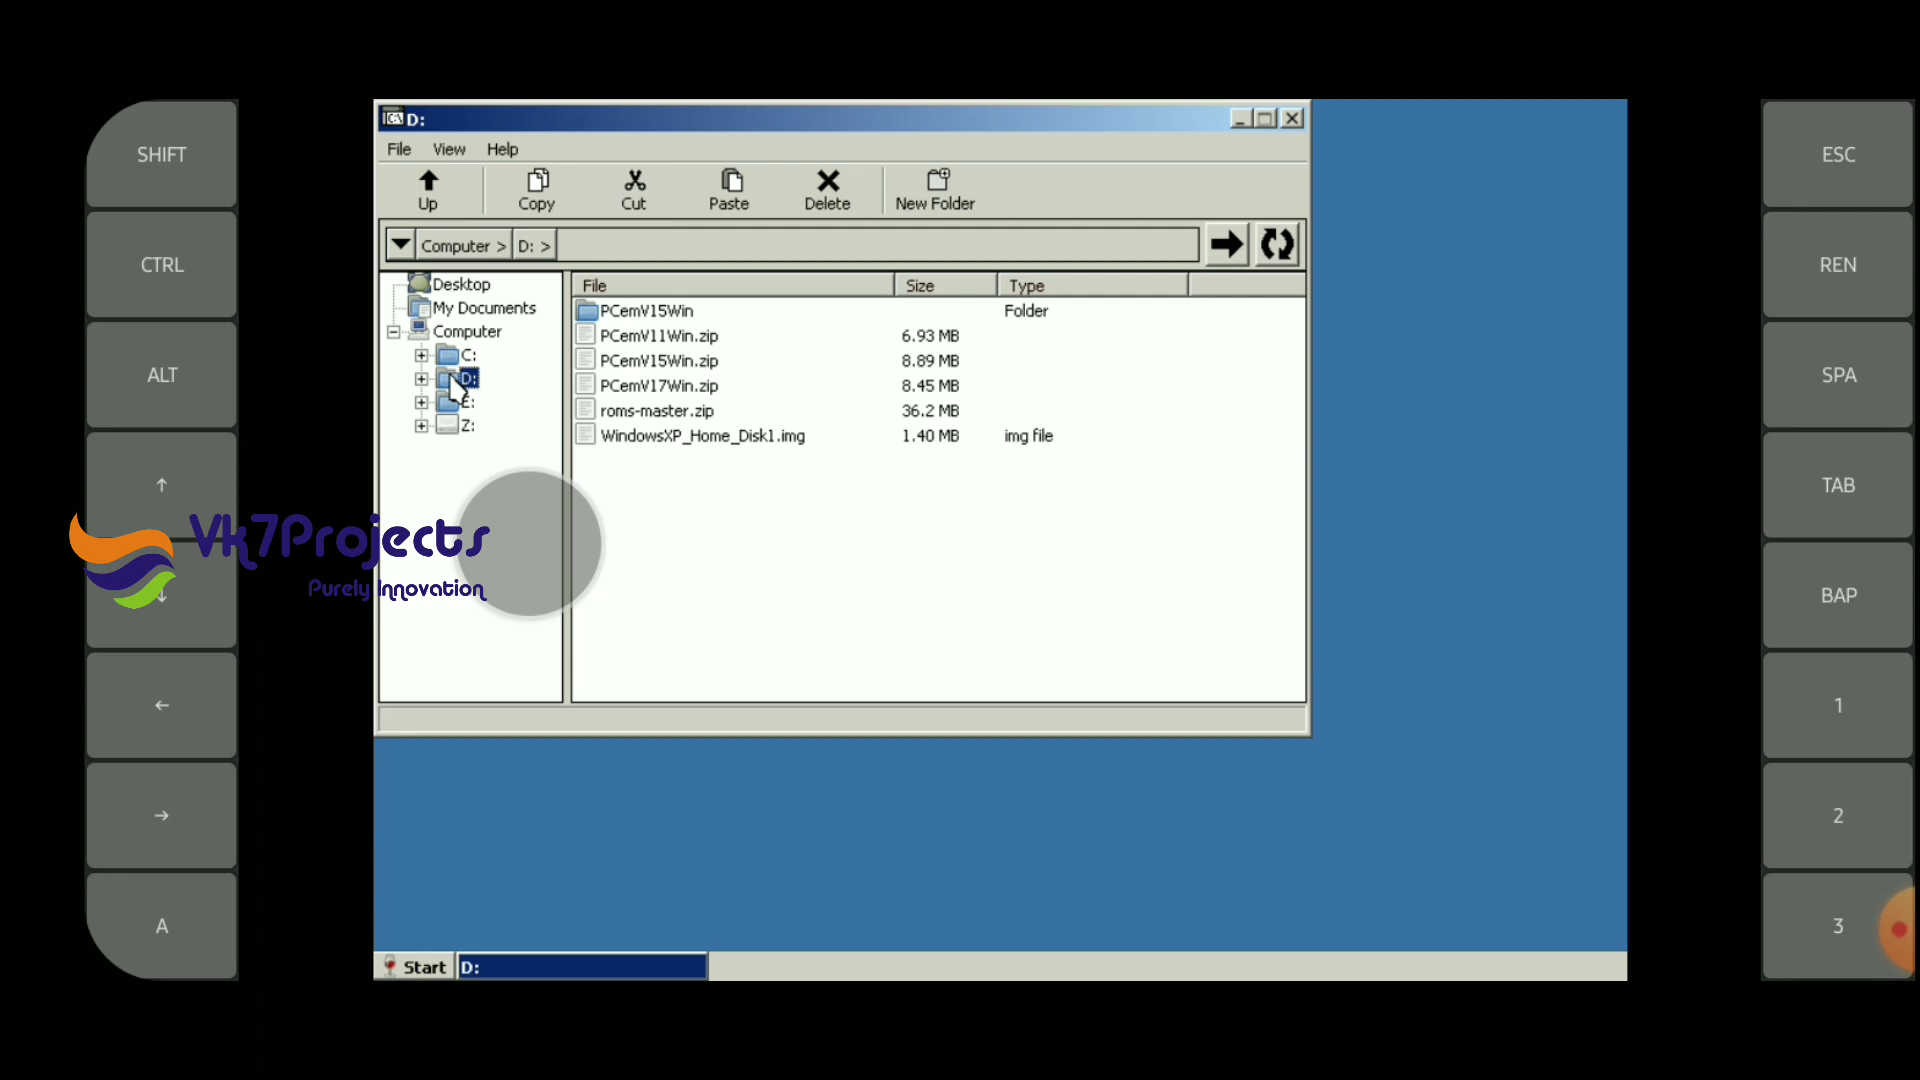 D:
File View Help
Up Copy Cut Paste Delete New Folder
Computer > D: >
Desktop
My Documents
Computer
C:
D:
E:
Z:
File Size Type
PCemV15Win Folder
PCemV11Win.zip 6.93 MB
PCemV15Win.zip 8.89 MB
PCemV17Win.zip 8.45 MB
roms-master.zip 36.2 MB
WindowsXP_Home_Disk1.img 1.40 MB img file
Start D:
SHIFT
CTRL
ALT
↑
↓
←
→
A
Vk7Projects
Purely Innovation
ESC
REN
SPA
TAB
BAP
1
2
3